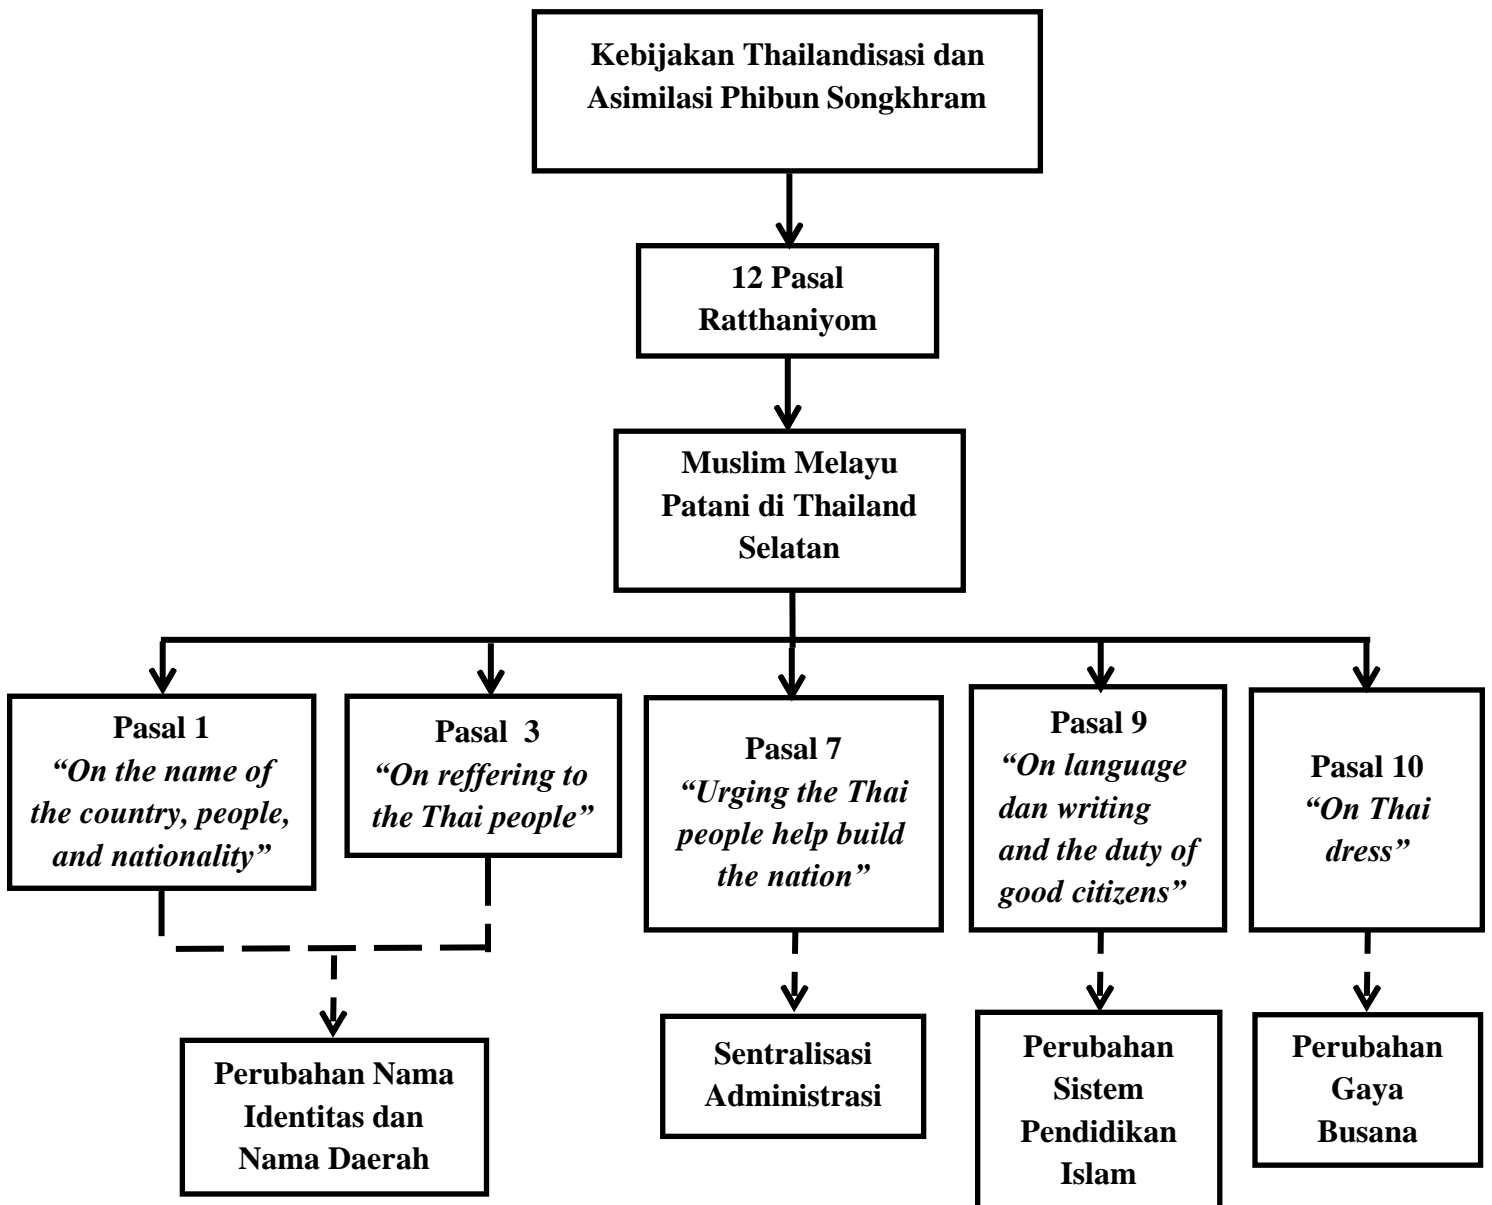 Kebijakan Thailandisasi dan
Asimilasi Phibun Songkhram
12 Pasal
Ratthaniyom
Muslim Melayu
Patani di Thailand
Selatan
Pasal 1
“On the name of
the country, people,
and nationality”
Pasal 3
“On reffering to
the Thai people”
Pasal 7
“Urging the Thai
people help build
the nation”
Pasal 9
“On language
dan writing
and the duty of
good citizens”
Pasal 10
“On Thai
dress”
Perubahan Nama
Identitas dan
Nama Daerah
Sentralisasi
Administrasi
Perubahan
Sistem
Pendidikan
Islam
Perubahan
Gaya
Busana